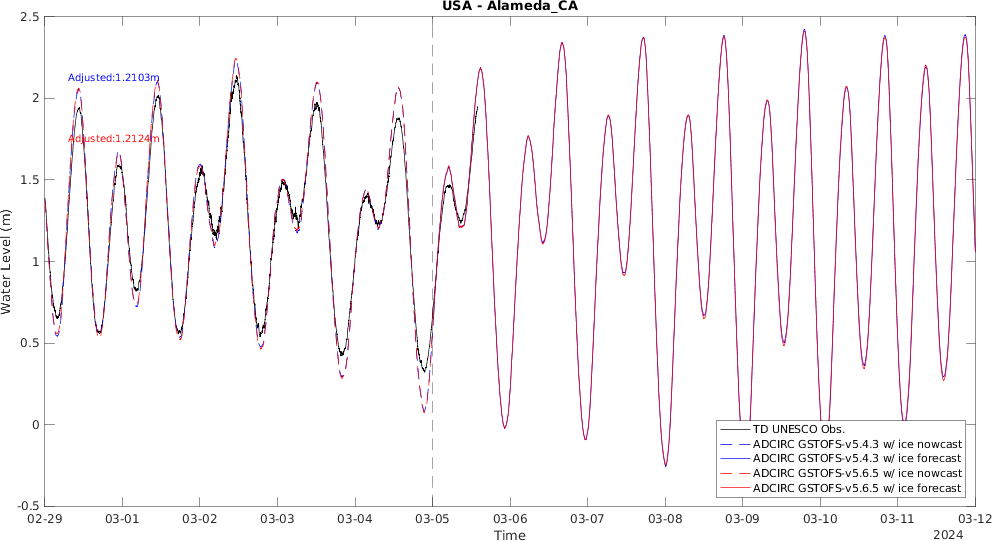 USA - Alameda_CA
2.5
Adjusted:1.2103m
2
Adjusted:1.2124m
1.5
Water Level (m)
1
0.5
0
TD UNESCO Obs.
ADCIRC GSTOFS-v5.4.3 w/ ice nowcast
ADCIRC GSTOFS-v5.4.3 w/ ice forecast
ADCIRC GSTOFS-v5.6.5 w/ ice nowcast
ADCIRC GSTOFS-v5.6.5 w/ ice forecast
-0.5
02-29 03-01 03-02 03-03 03-04 03-05 03-06 03-07 03-08 03-09 03-10 03-11 03-12
Time
2024